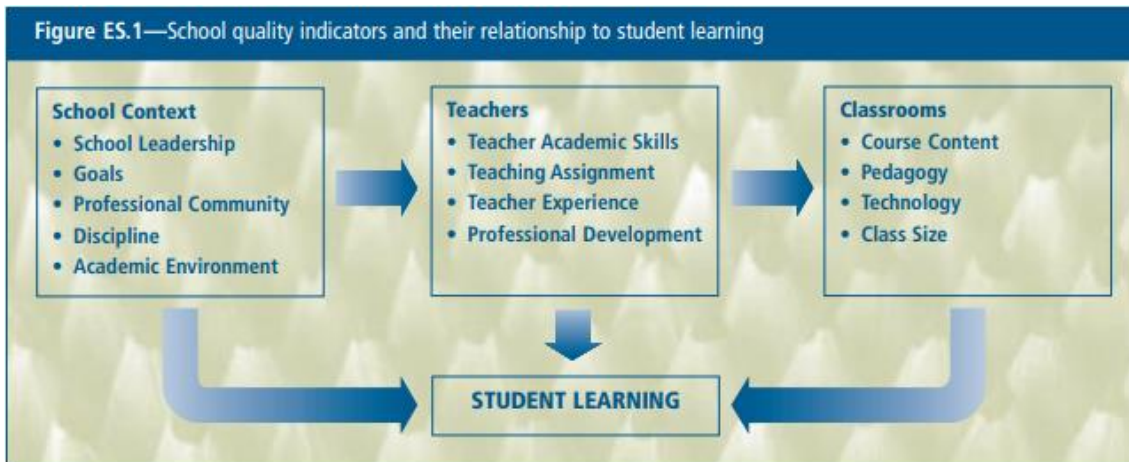 Figure ES.1—School quality indicators and their relationship to student learning
School Context
• School Leadership
• Goals
• Professional Community
• Discipline
• Academic Environment
Teachers
• Teacher Academic Skills
• Teaching Assignment
• Teacher Experience
• Professional Development
Classrooms
• Course Content
• Pedagogy
• Technology
• Class Size
STUDENT LEARNING